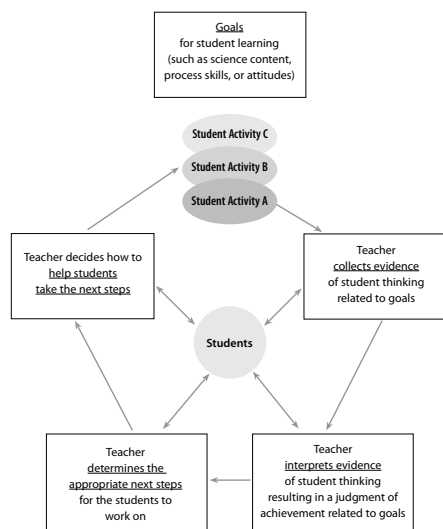 Goals
for student learning
(such as science content,
process skills, or attitudes)
Student Activity C
Student Activity B
Student Activity A
Teacher decides how to
help students
take the next steps
Teacher
collects evidence
of student thinking
related to goals
Students
Teacher
determines the
appropriate next steps
for the students to
work on
Teacher
interprets evidence
of student thinking
resulting in a judgment of
achievement related to goals